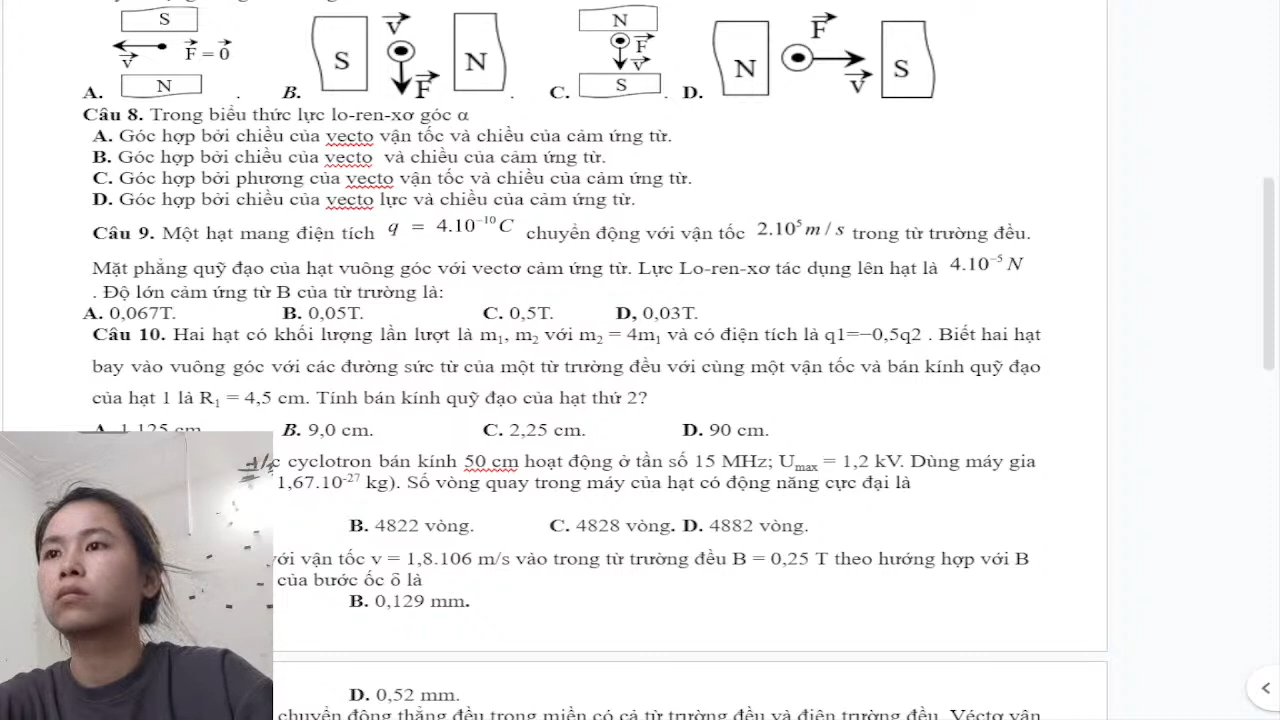 S
v
F = 0
N
A.
S
v
F
N
B.
N
F
v
S
C.
N
F
v
S
D.
Câu 8. Trong biểu thức lực lo-ren-xơ góc α
A. Góc hợp bởi chiều của vecto vận tốc và chiều của cảm ứng từ.
B. Góc hợp bởi chiều của vecto và chiều của cảm ứng từ.
C. Góc hợp bởi phương của vecto vận tốc và chiều của cảm ứng từ.
D. Góc hợp bởi chiều của vecto lực và chiều của cảm ứng từ.
Câu 9. Một hạt mang điện tích q = 4.10⁻¹⁰C chuyển động với vận tốc 2.10⁵ m / s trong từ trường đều.
Mặt phẳng quỹ đạo của hạt vuông góc với vectơ cảm ứng từ. Lực Lo-ren-xơ tác dụng lên hạt là 4.10⁻⁵ N
. Độ lớn cảm ứng từ B của từ trường là:
A. 0,067T. B. 0,05T. C. 0,5T. D, 0,03T.
Câu 10. Hai hạt có khối lượng lần lượt là m₁, m₂ với m₂ = 4m₁ và có điện tích là q1=−0,5q2 . Biết hai hạt
bay vào vuông góc với các đường sức từ của một từ trường đều với cùng một vận tốc và bán kính quỹ đạo
của hạt 1 là R₁ = 4,5 cm. Tính bán kính quỹ đạo của hạt thứ 2?
A. 1,125 cm. B. 9,0 cm. C. 2,25 cm. D. 90 cm.
cyclotron bán kính 50 cm hoạt động ở tần số 15 MHz; Uₘₐₓ = 1,2 kV. Dùng máy gia
1,67.10⁻²⁷ kg). Số vòng quay trong máy của hạt có động năng cực đại là
B. 4822 vòng. C. 4828 vòng. D. 4882 vòng.
với vận tốc v = 1,8.106 m/s vào trong từ trường đều B = 0,25 T theo hướng hợp với B
của bước ốc δ là
B. 0,129 mm.
D. 0,52 mm.
chuyển động thẳng đều trong miền có cả từ trường đều và điện trường đều. Véctơ vận